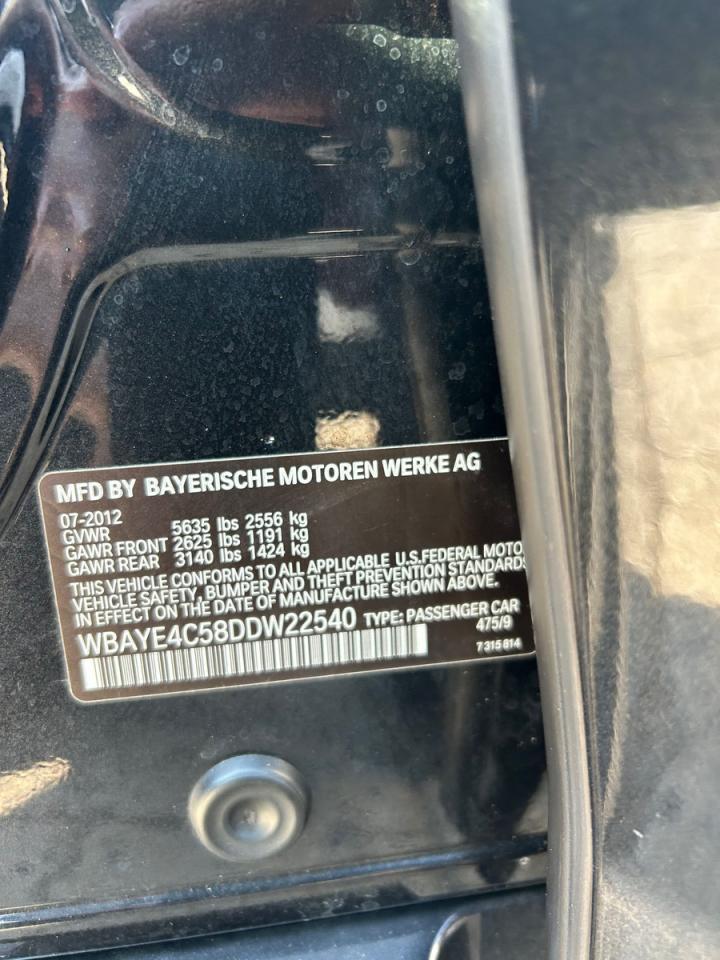 MFD BY BAYERISCHE MOTOREN WERKE AG
07-2012
GVWR 5635 lbs 2556 kg
GAWR FRONT 2625 lbs 1191 kg
GAWR REAR 3140 lbs 1424 kg
THIS VEHICLE CONFORMS TO ALL APPLICABLE U.S.FEDERAL MOTO
VEHICLE SAFETY, BUMPER AND THEFT PREVENTION STANDARDS
IN EFFECT ON THE DATE OF MANUFACTURE SHOWN ABOVE.
WBAYE4C58DDW22540 TYPE: PASSENGER CAR
475/9
7 315 814